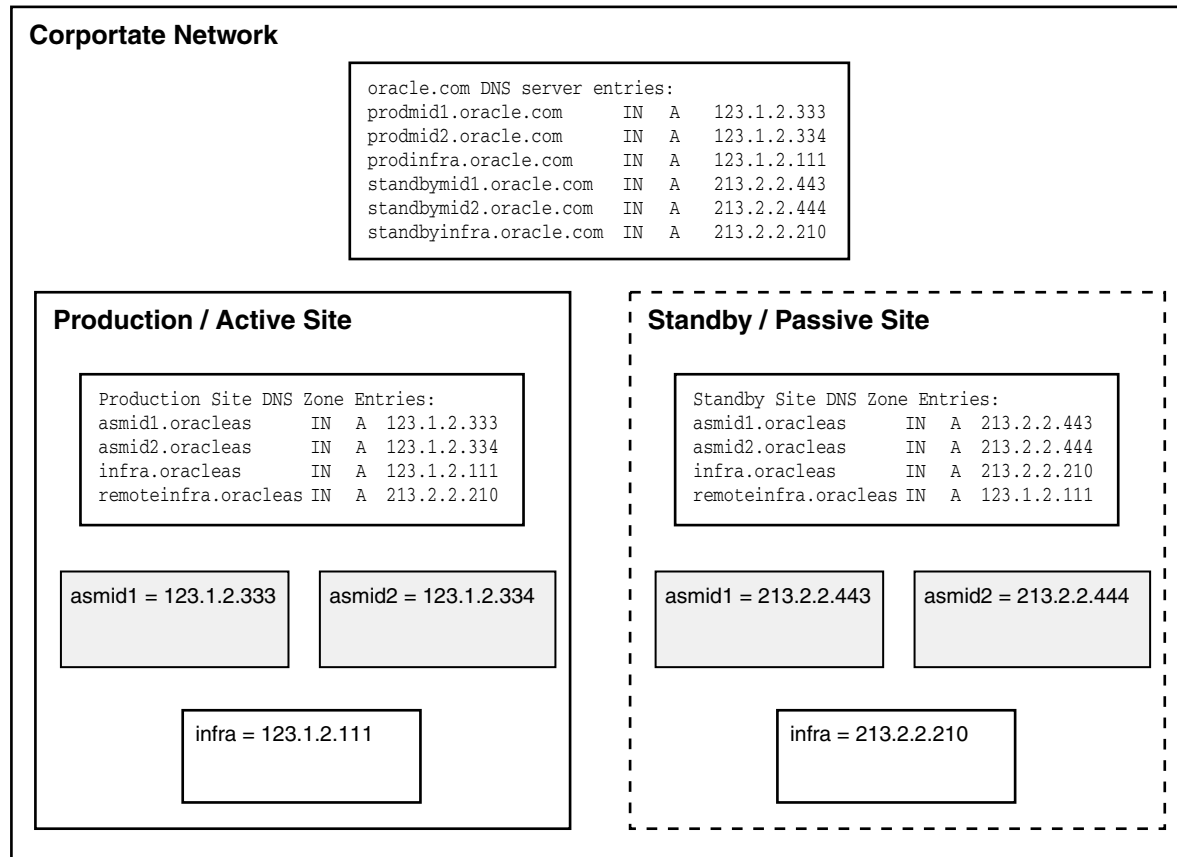 Corportate Network
oracle.com DNS server entries:
prodmid1.oracle.com IN A 123.1.2.333
prodmid2.oracle.com IN A 123.1.2.334
prodinfra.oracle.com IN A 123.1.2.111
standbymid1.oracle.com IN A 213.2.2.443
standbymid2.oracle.com IN A 213.2.2.444
standbyinfra.oracle.com IN A 213.2.2.210
Production / Active Site
Production Site DNS Zone Entries:
asmid1.oracleas IN A 123.1.2.333
asmid2.oracleas IN A 123.1.2.334
infra.oracleas IN A 123.1.2.111
remoteinfra.oracleas IN A 213.2.2.210
asmid1 = 123.1.2.333
asmid2 = 123.1.2.334
infra = 123.1.2.111
Standby / Passive Site
Standby Site DNS Zone Entries:
asmid1.oracleas IN A 213.2.2.443
asmid2.oracleas IN A 213.2.2.444
infra.oracleas IN A 213.2.2.210
remoteinfra.oracleas IN A 123.1.2.111
asmid1 = 213.2.2.443
asmid2 = 213.2.2.444
infra = 213.2.2.210